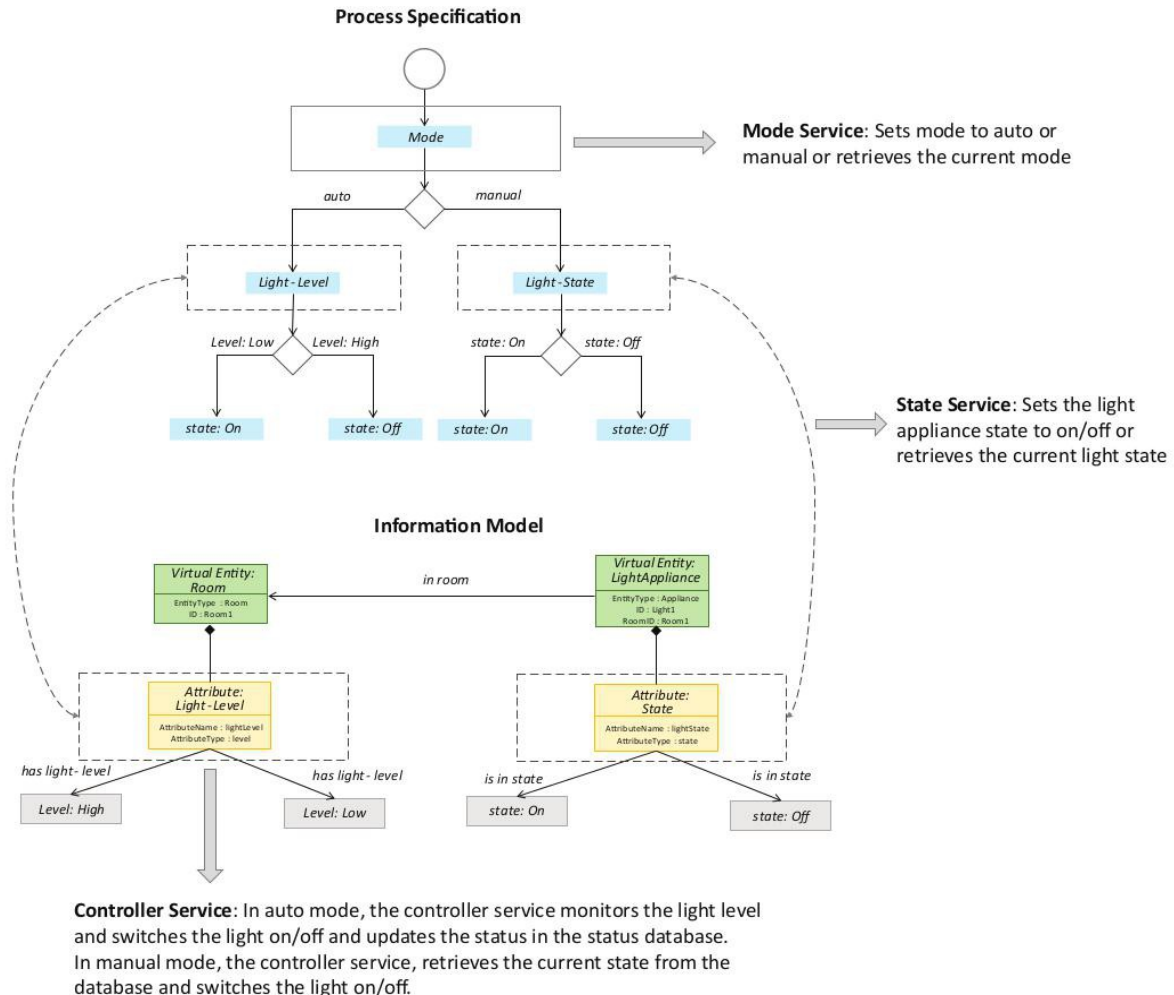 Process Specification
Mode
Mode Service: Sets mode to auto or
manual or retrieves the current mode
auto
manual
Light-Level
Light-State
Level: Low
Level: High
state: On
state: Off
state: On
state: Off
state: On
state: Off
State Service: Sets the light
appliance state to on/off or
retrieves the current light state
Information Model
Virtual Entity:
Room
EntityType : Room
ID : Room1
in room
Virtual Entity:
LightAppliance
EntityType : Appliance
ID : Light1
RoomID : Room1
Attribute:
Light-Level
AttributeName : lightLevel
AttributeType : level
Attribute:
State
AttributeName : lightState
AttributeType : state
has light- level
has light- level
is in state
is in state
Level: High
Level: Low
state: On
state: Off
Controller Service: In auto mode, the controller service monitors the light level
and switches the light on/off and updates the status in the status database.
In manual mode, the controller service, retrieves the current state from the
database and switches the light on/off.